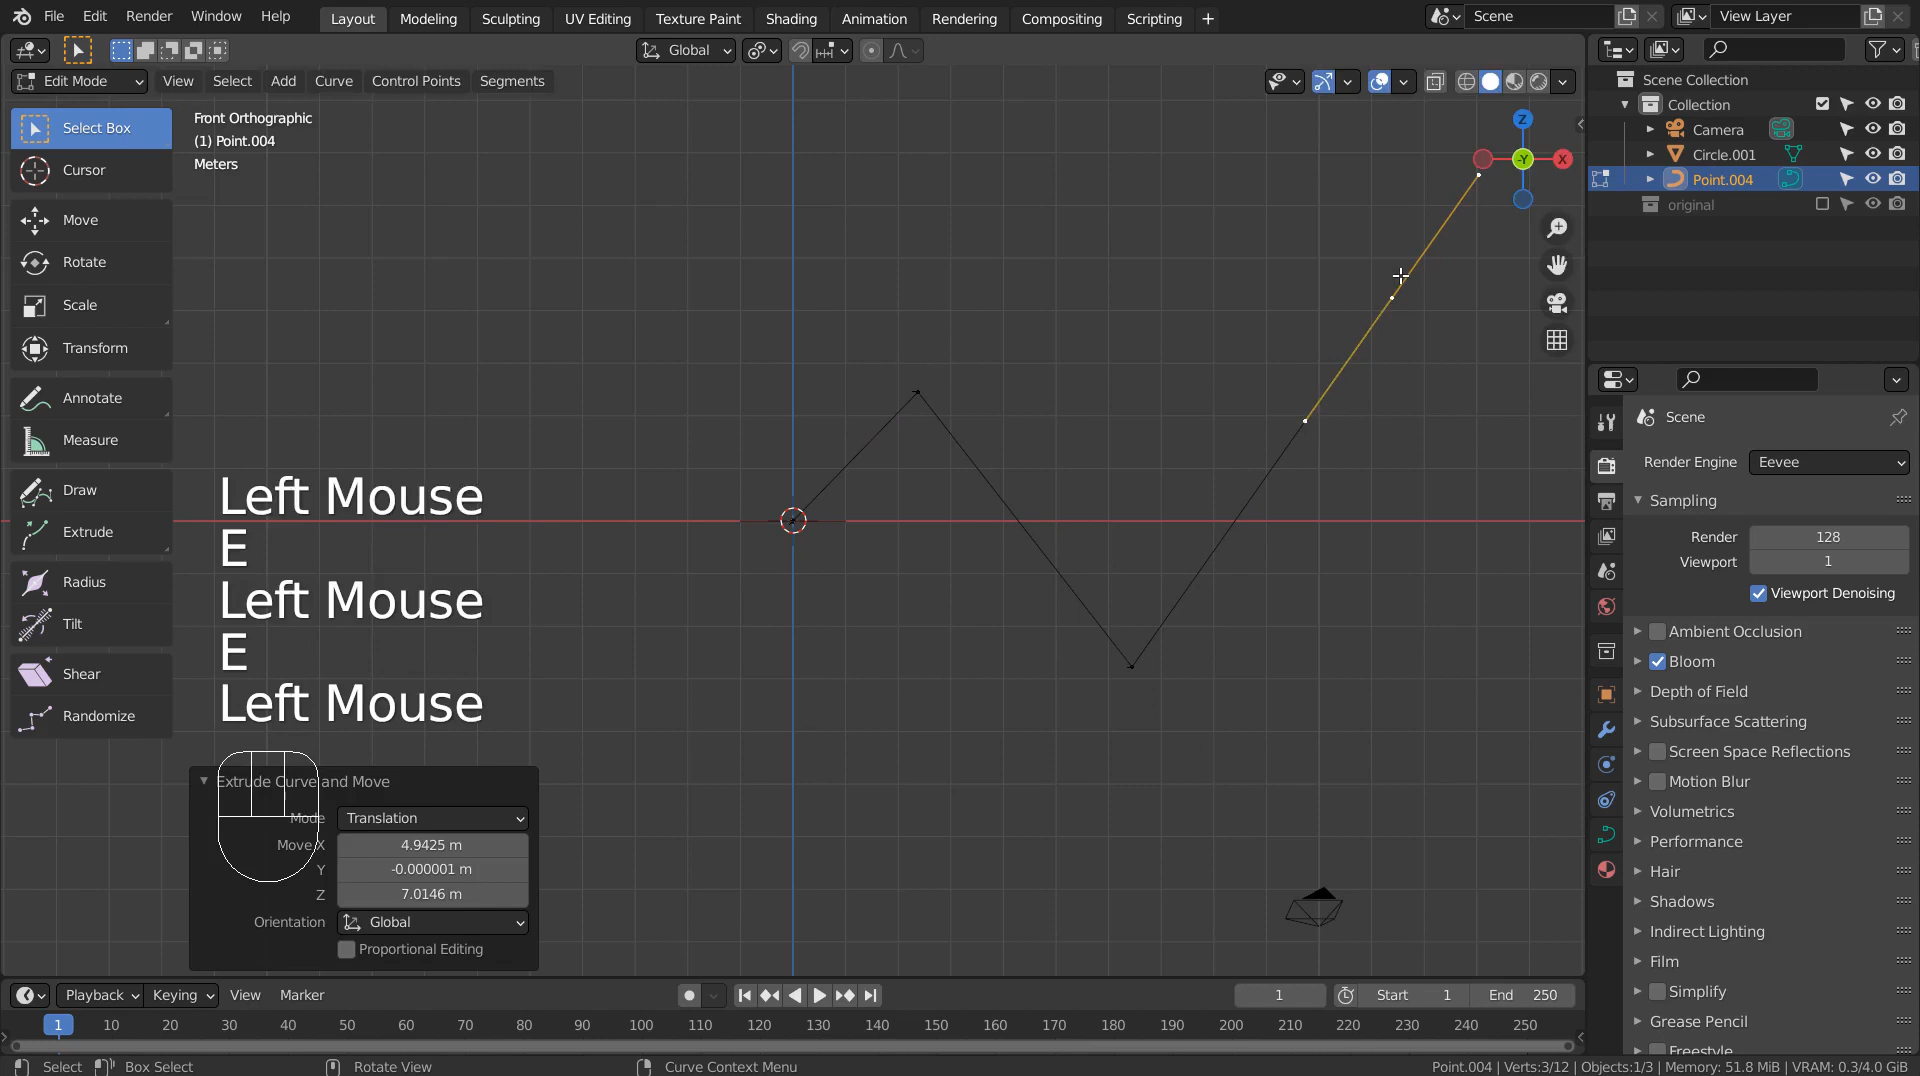 File Edit Render Window Help Layout Modeling Sculpting UV Editing Texture Paint Shading Animation Rendering Compositing Scripting + Scene View Layer
Global
Edit Mode View Select Add Curve Control Points Segments
Select Box
Cursor
Move
Rotate
Scale
Transform
Annotate
Measure
Draw
Extrude
Radius
Tilt
Shear
Randomize
Front Orthographic
(1) Point.004
Meters
Z
-Y
X
Left Mouse
E
Left Mouse
E
Left Mouse
Extrude Curve and Move
Mode Translation
Move X 4.9425 m
Y -0.000001 m
Z 7.0146 m
Orientation Global
Proportional Editing
Scene Collection
Collection
Camera
Circle.001
Point.004
original
Scene
Render Engine Eevee
Sampling
Render 128
Viewport 1
Viewport Denoising
Ambient Occlusion
Bloom
Depth of Field
Subsurface Scattering
Screen Space Reflections
Motion Blur
Volumetrics
Performance
Hair
Shadows
Indirect Lighting
Film
Simplify
Grease Pencil
Freestyle
Playback Keying View Marker 1 Start 1 End 250
1 10 20 30 40 50 60 70 80 90 100 110 120 130 140 150 160 170 180 190 200 210 220 230 240 250
Select Box Select Rotate View Curve Context Menu Point.004 | Verts:3/12 | Objects:1/3 | Memory: 51.8 MiB | VRAM: 0.3/4.0 GiB